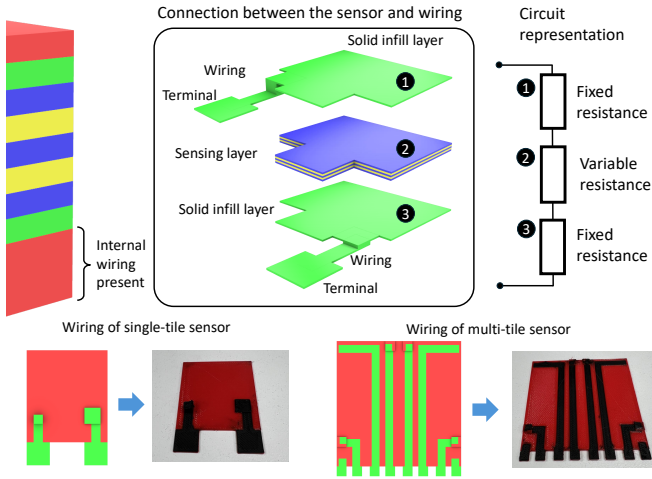 Connection between the sensor and wiring
Solid infill layer
Wiring
Terminal
1
Sensing layer
2
Solid infill layer
3
Wiring
Terminal
Internal
wiring
present
Circuit
representation
1
Fixed
resistance
2
Variable
resistance
3
Fixed
resistance
Wiring of single-tile sensor
Wiring of multi-tile sensor